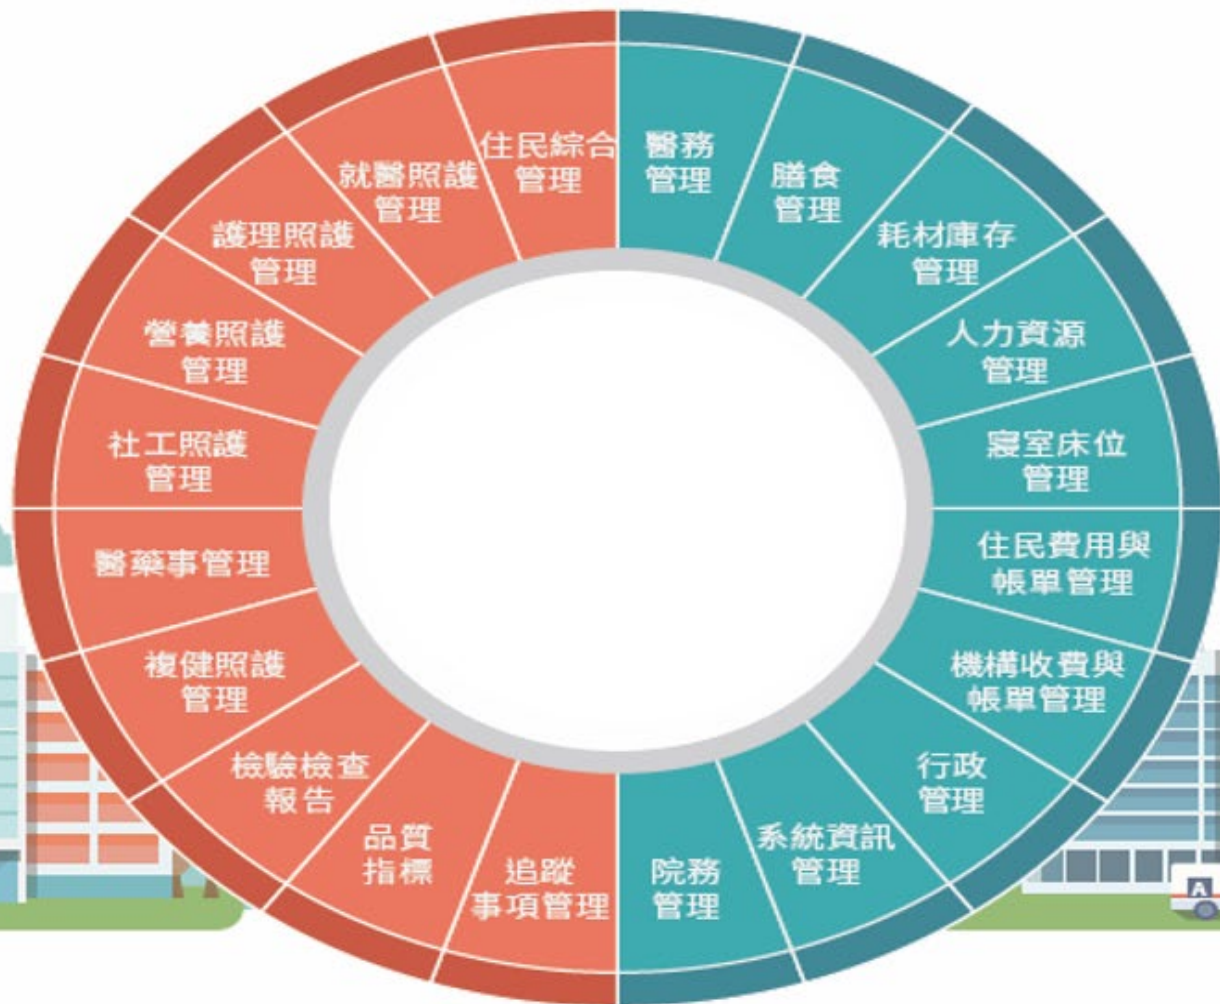 住民綜合
管理
醫務
管理
膳食
管理
耗材庫存
管理
人力資源
管理
寢室床位
管理
住民費用與
帳單管理
機構收費與
帳單管理
行政
管理
系統資訊
管理
院務
管理
追蹤
事項管理
品質
指標
檢驗檢查
報告
複健照護
管理
醫藥事管理
社工照護
管理
營養照護
管理
護理照護
管理
就醫照護
管理
A